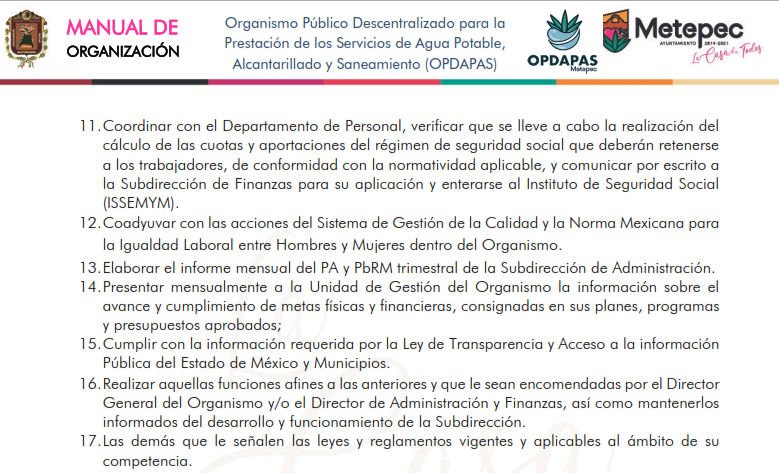 MANUAL DE
ORGANIZACIÓN
Organismo Público Descentralizado para la
Prestación de los Servicios de Agua Potable,
Alcantarillado y Saneamiento (OPDAPAS)
OPDAPAS
Metepec
Metepec
AYUNTAMIENTO 2019-2021
La Casa de Todos
11. Coordinar con el Departamento de Personal, verificar que se lleve a cabo la realización del
cálculo de las cuotas y aportaciones del régimen de seguridad social que deberán retenerse
a los trabajadores, de conformidad con la normatividad aplicable, y comunicar por escrito a
la Subdirección de Finanzas para su aplicación y enterarse al Instituto de Seguridad Social
(ISSEMYM).
12. Coadyuvar con las acciones del Sistema de Gestión de la Calidad y la Norma Mexicana para
la Igualdad Laboral entre Hombres y Mujeres dentro del Organismo.
13. Elaborar el informe mensual del PA y PbRM trimestral de la Subdirección de Administración.
14. Presentar mensualmente a la Unidad de Gestión del Organismo la información sobre el
avance y cumplimiento de metas físicas y financieras, consignadas en sus planes, programas
y presupuestos aprobados;
15. Cumplir con la información requerida por la Ley de Transparencia y Acceso a la información
Pública del Estado de México y Municipios.
16. Realizar aquellas funciones afines a las anteriores y que le sean encomendadas por el Director
General del Organismo y/o el Director de Administración y Finanzas, así como mantenerlos
informados del desarrollo y funcionamiento de la Subdirección.
17. Las demás que le señalen las leyes y reglamentos vigentes y aplicables al ámbito de su
competencia.